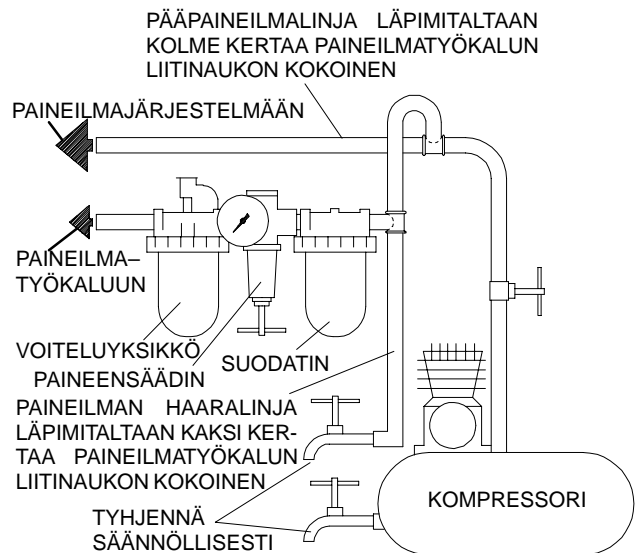 PÄÄPAINEILMALINJA LÄPIMITALTAAN
KOLME KERTAA PAINEILMATYÖKALUN
LIITINAUKON KOKOINEN
PAINEILMAJÄRJESTELMÄÄN
PAINEILMA–
TYÖKALUUN
VOITELUYKSIKKÖ
SUODATIN
PAINEENSÄÄDIN
PAINEILMAN HAARALINJA
LÄPIMITALTAAN KAKSI KER-
TAA PAINEILMATYÖKALUN
LIITINAUKON KOKOINEN
KOMPRESSORI
TYHJENNÄ
SÄÄNNÖLLISESTI